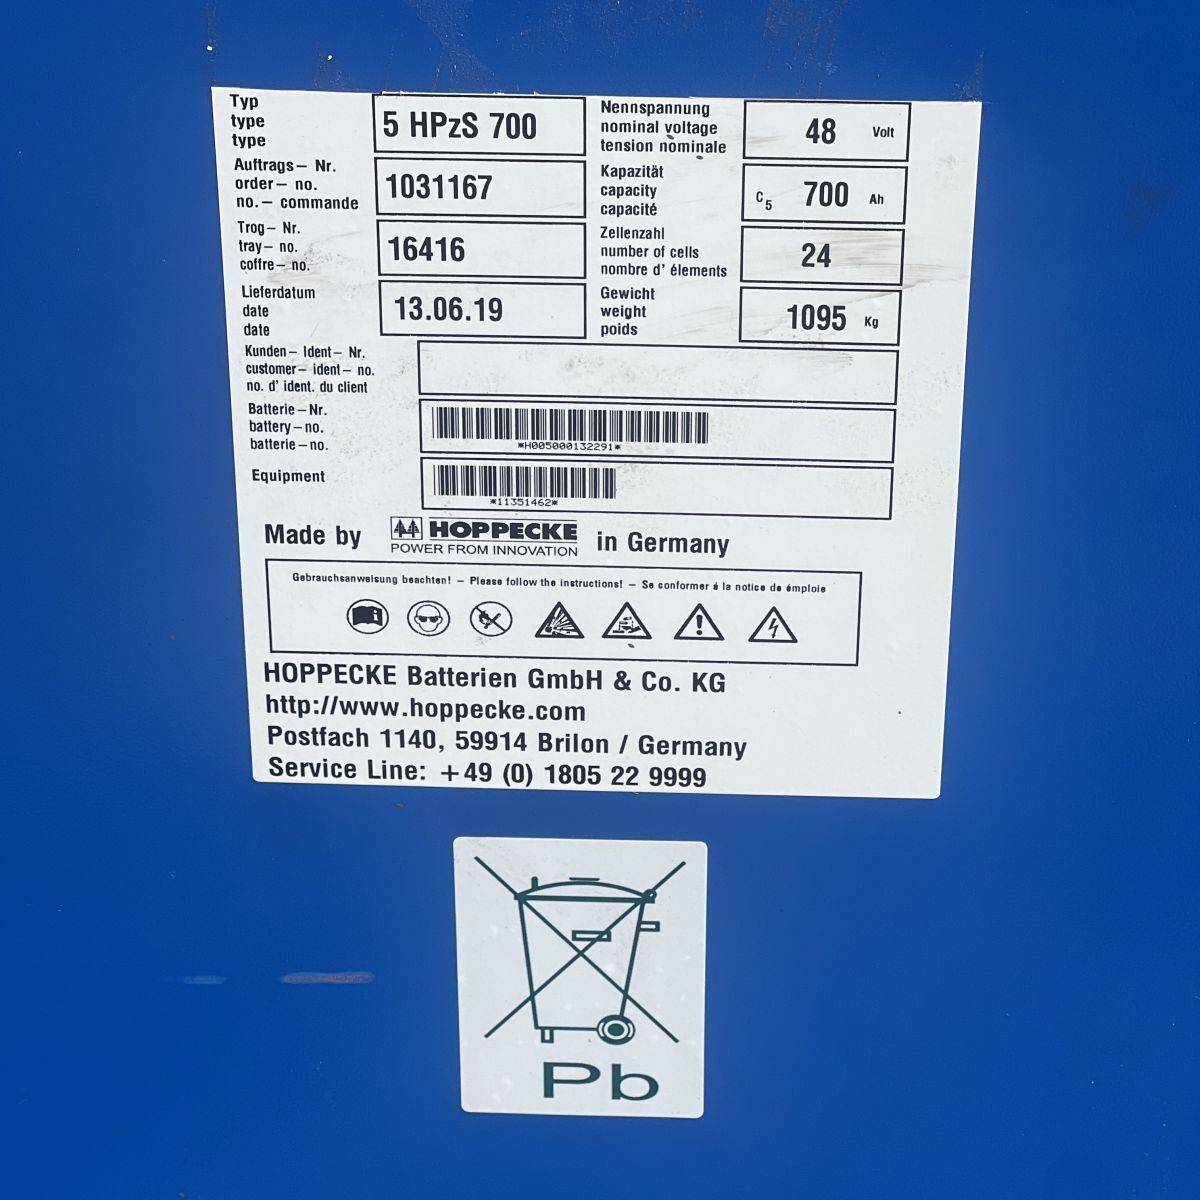 Typ
type
type
5 HPzS 700
Nennspannung
nominal voltage
tension nominale
48 Volt
Auftrags- Nr.
order- no.
no.- commande
1031167
Kapazität
capacity
capacité
C5 700 Ah
Trog- Nr.
tray- no.
coffre- no.
16416
Zellenzahl
number of cells
nombre d' élements
24
Lieferdatum
date
date
13.06.19
Gewicht
weight
poids
1095 Kg
Kunden- Ident- Nr.
customer- ident- no.
no. d' ident. du client
Batterie-Nr.
battery-no.
batterie-no.
*H005000132291*
Equipment
*11351462*
Made by HOPPECKE in Germany
POWER FROM INNOVATION
Gebrauchsanweisung beachten! - Please follow the instructions! - Se conformer á la notice de émploie
HOPPECKE Batterien GmbH & Co. KG
http://www.hoppecke.com
Postfach 1140, 59914 Brilon / Germany
Service Line: +49 (0) 1805 22 9999
Pb